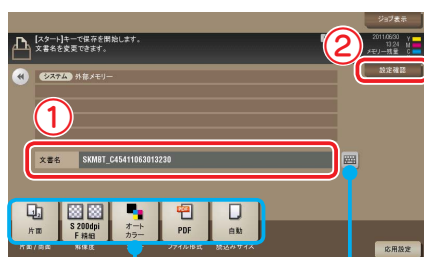 ジョブ表示
[スタート]キーで保存を開始します。
文書名を変更できます。
2011/06/30 Y
13:24 M
メモリー残量 C
②
設定確認
システム 外部メモリー
①
文書名 SKMBT_C45411063013230
片面
S 200dpi
F 精細
オート
カラー
PDF
自動
片面/両面 解像度 ファイル形式 読込みサイズ
応用設定